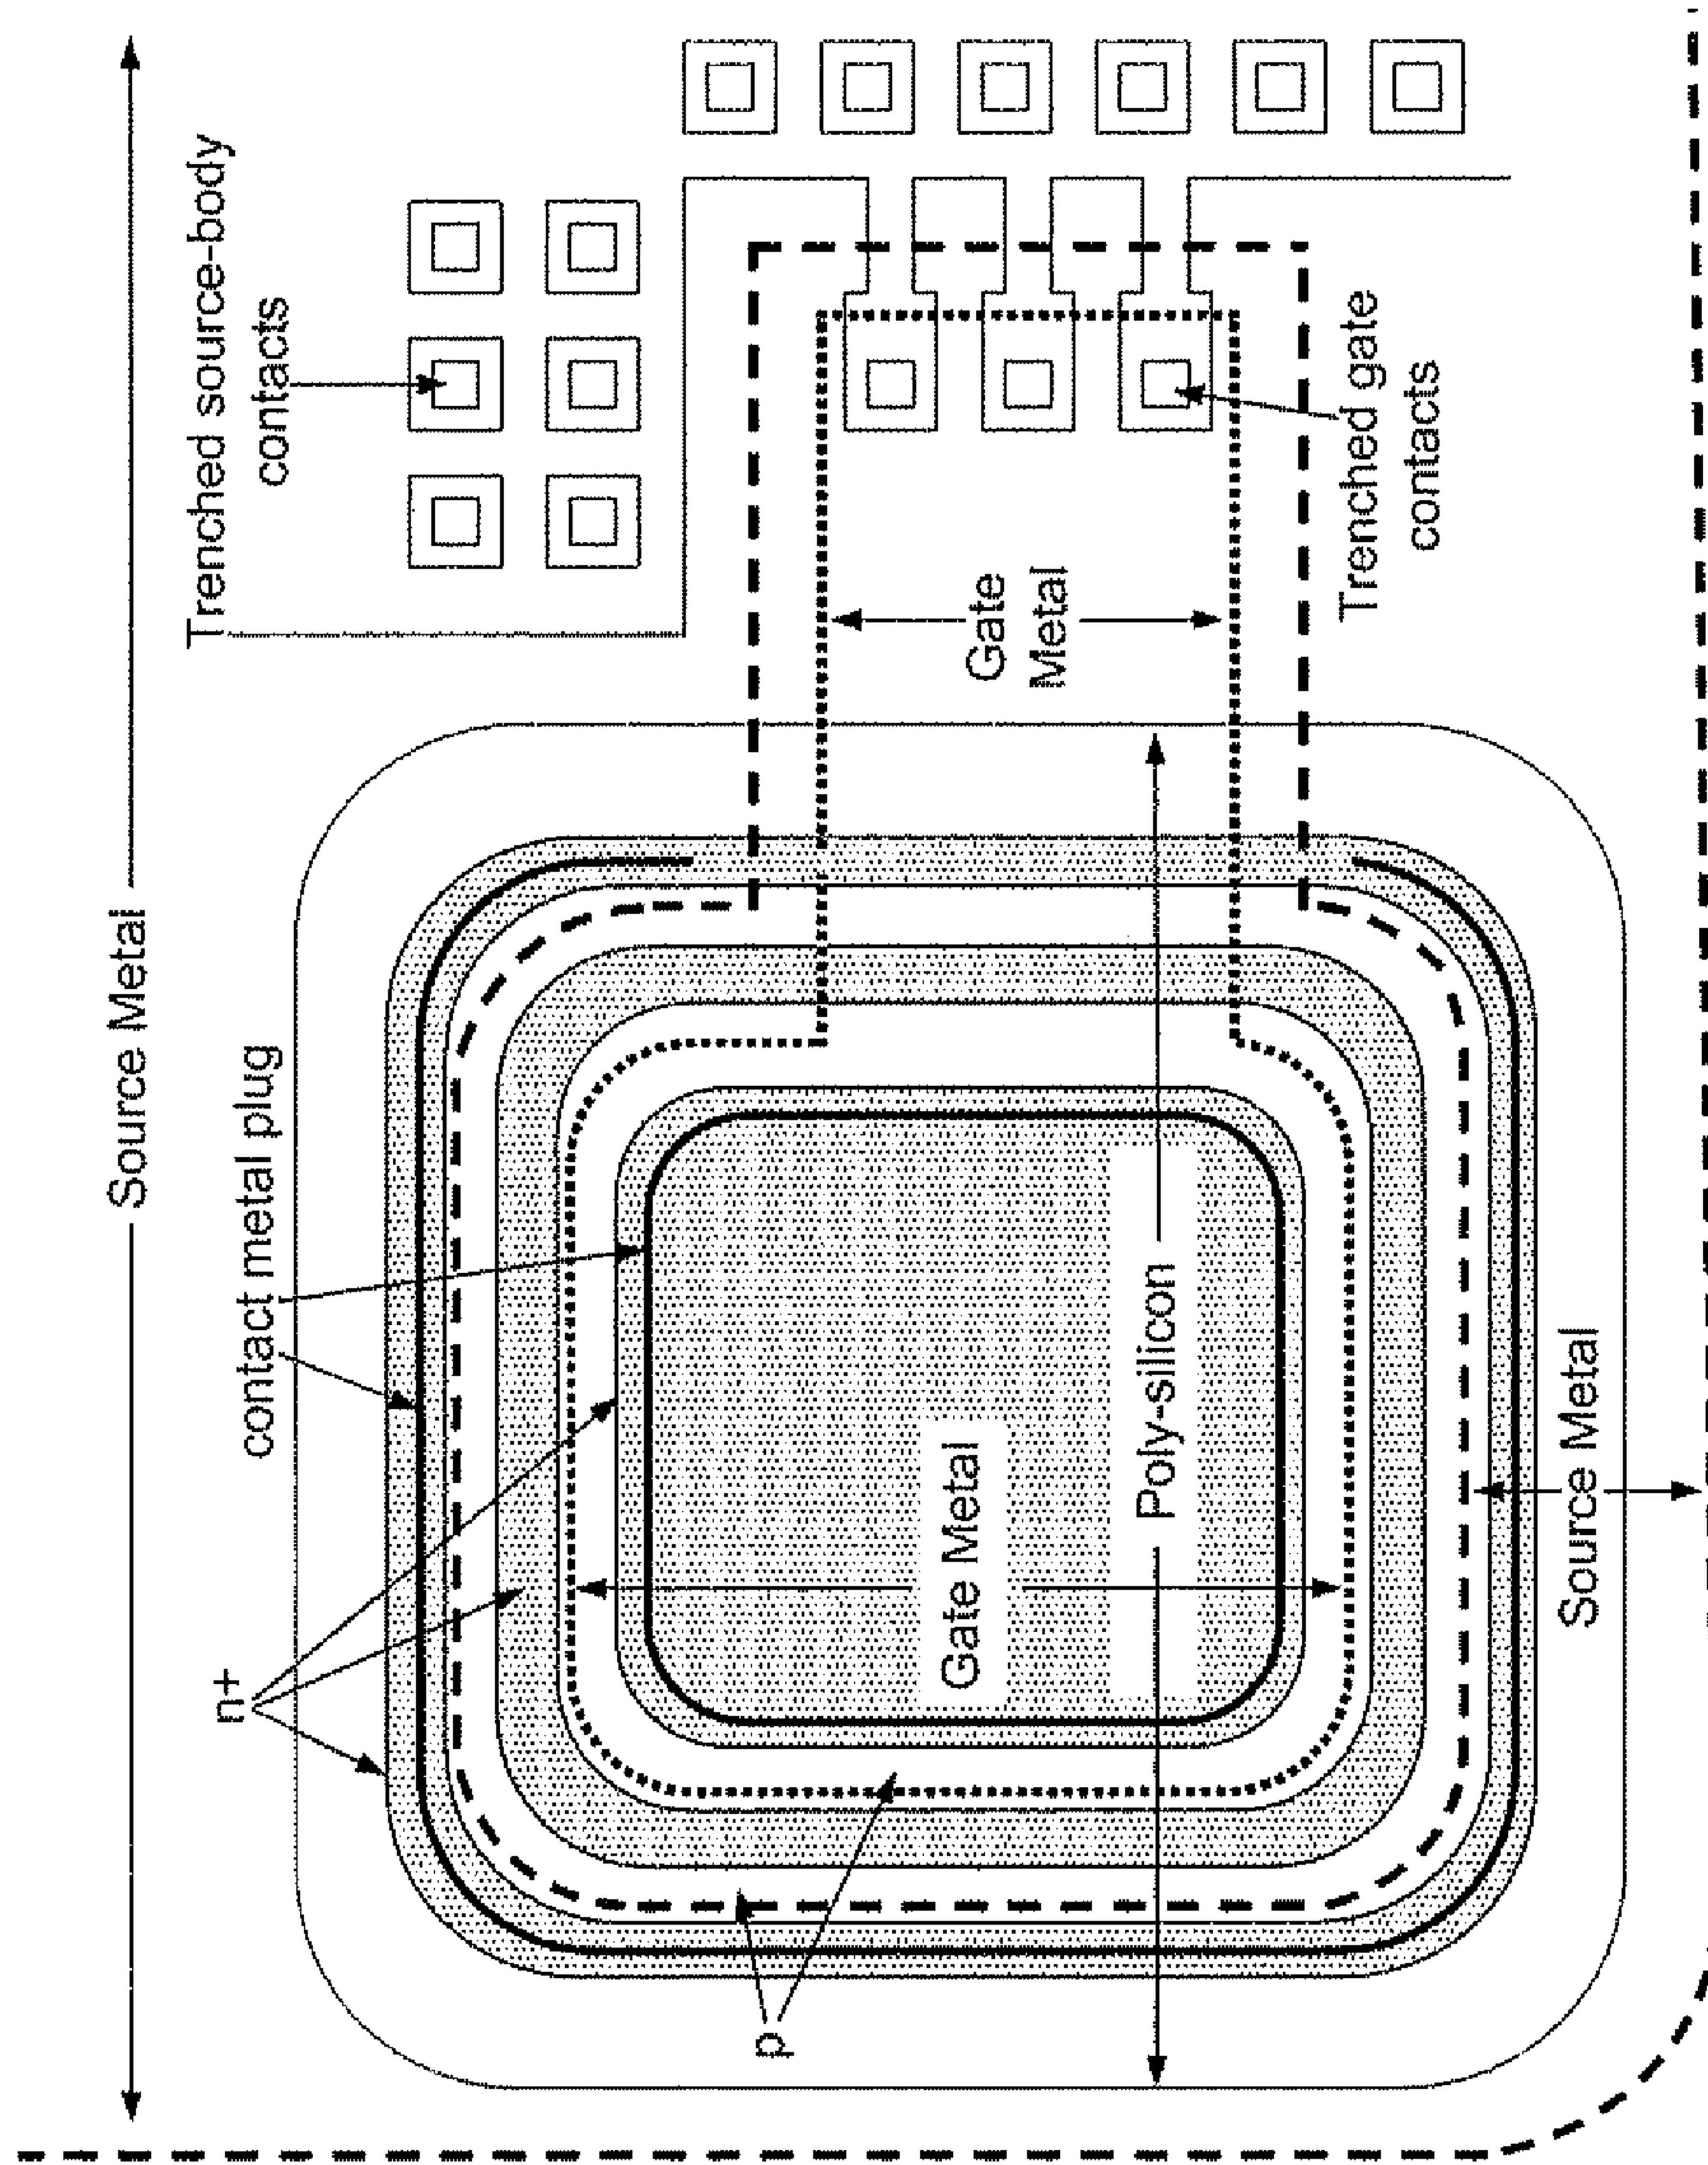 Source Metal
Trenched source-body
contacts
contact metal plug
n+
Gate
Metal
Trenched gate
contacts
Gate Metal
Poly-silicon
p
Source Metal